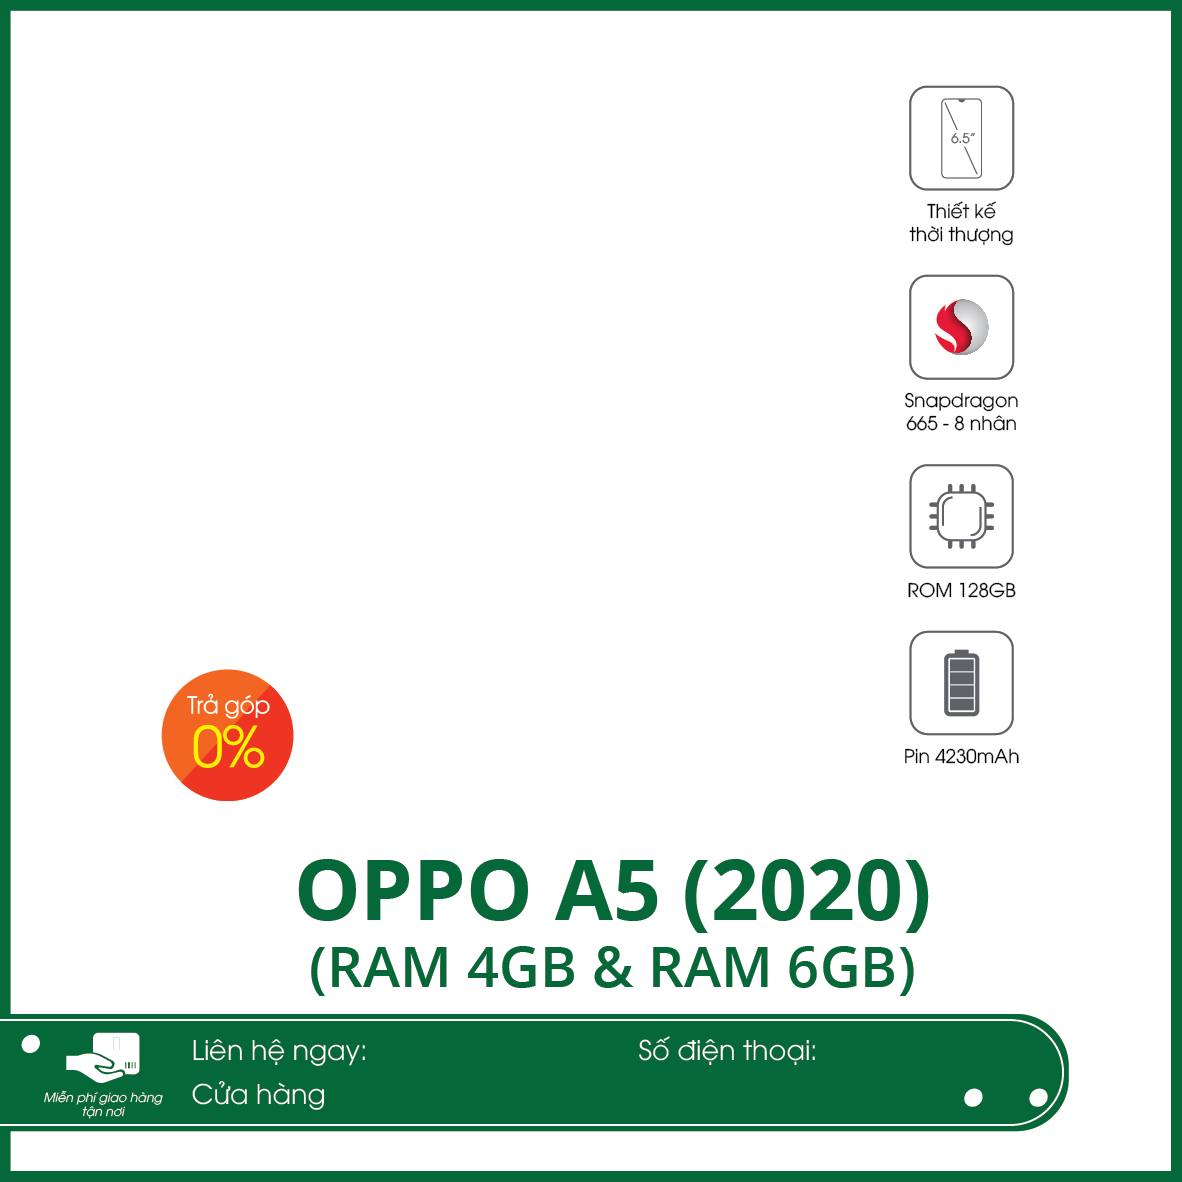 6.5"
Thiết kế
thời thượng
Snapdragon
665 - 8 nhân
ROM 128GB
Pin 4230mAh
Trả góp
0%
OPPO A5 (2020)
(RAM 4GB & RAM 6GB)
Miễn phí giao hàng
tận nơi
Liên hệ ngay:
Số điện thoại:
Cửa hàng